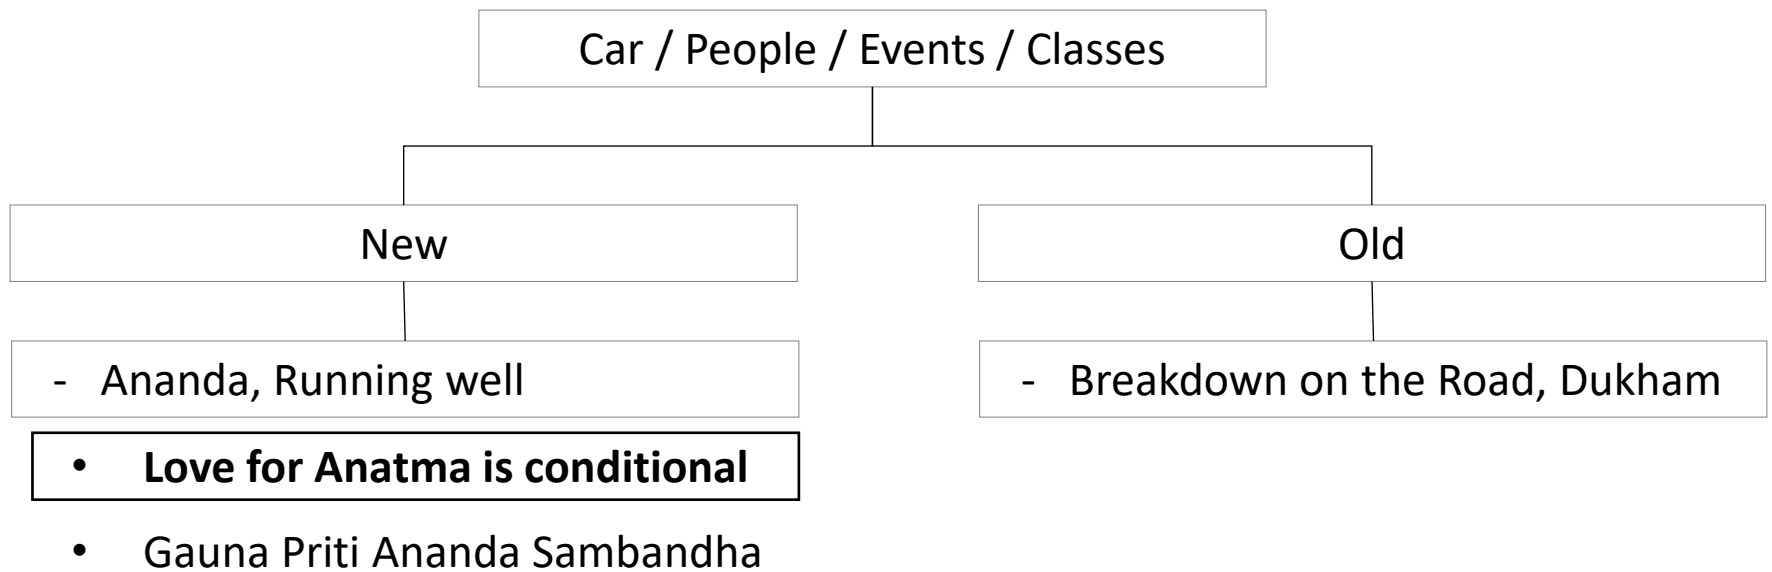 Car / People / Events / Classes
New
Old
- Ananda, Running well
- Breakdown on the Road, Dukham
• Love for Anatma is conditional
• Gauna Priti Ananda Sambandha